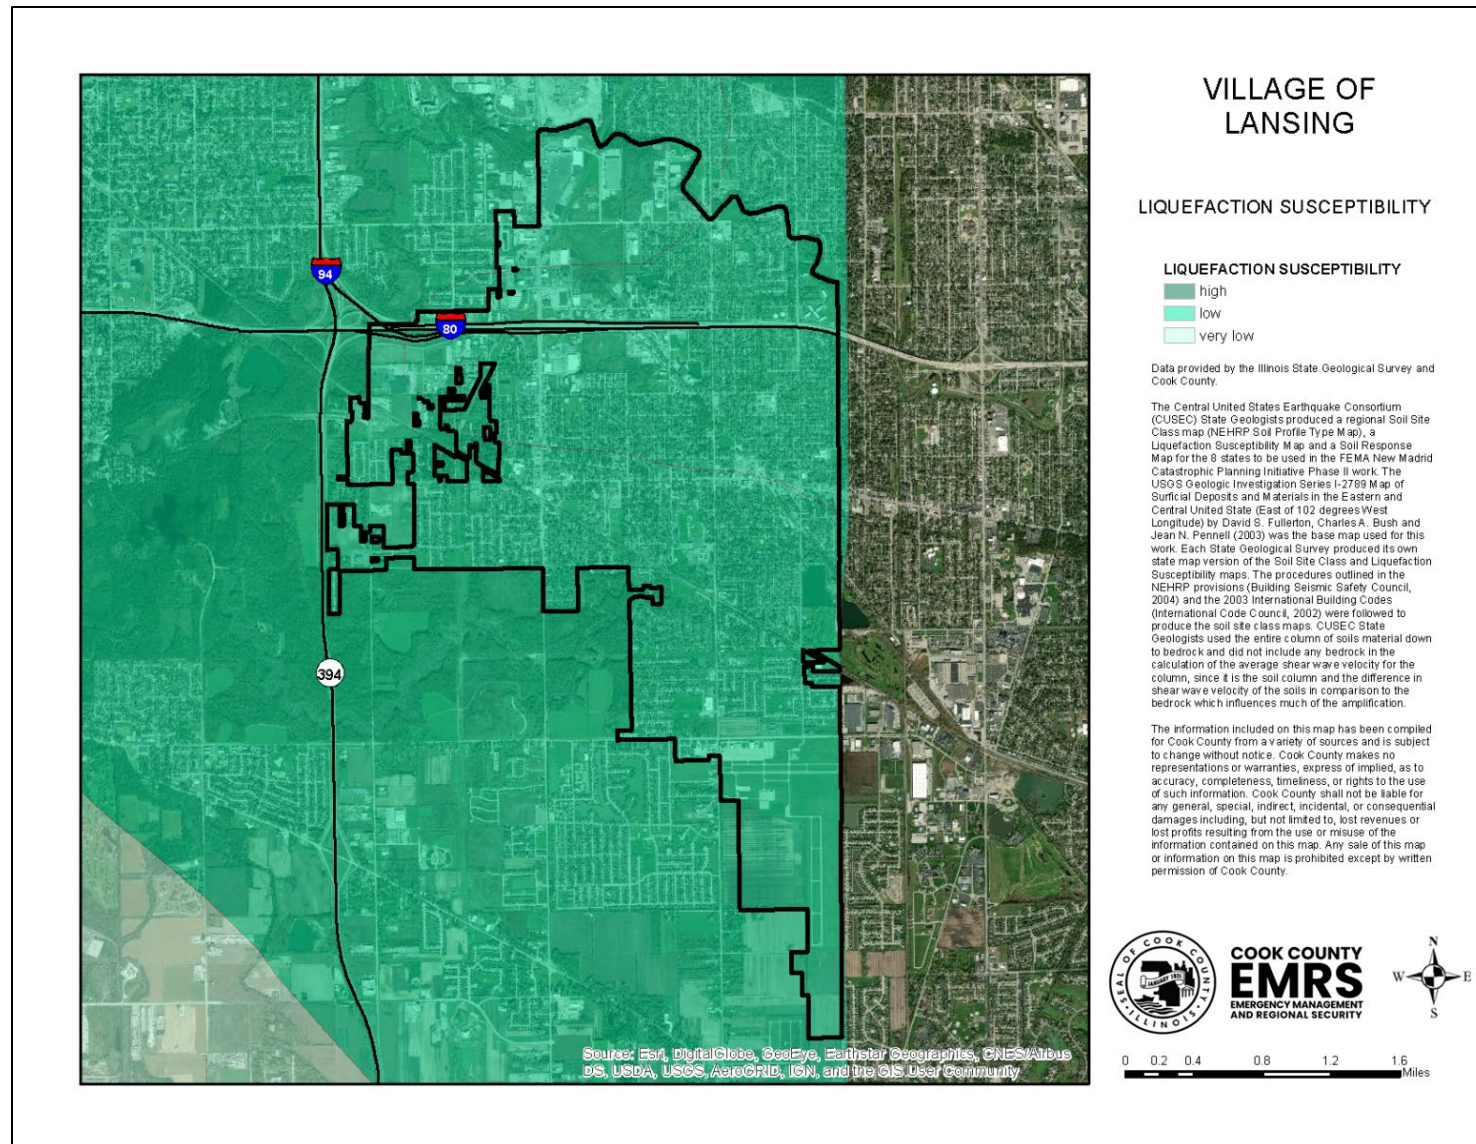 VILLAGE OF
LANSING
LIQUEFACTION SUSCEPTIBILITY
LIQUEFACTION SUSCEPTIBILITY
high
low
very low
Data provided by the Illinois State Geological Survey and
Cook County.
The Central United States Earthquake Consortium
(CUSEC) State Geologists produced a regional Soil Site
Class map (NEHRP Soil Profile Type Map), a
Liquefaction Susceptibility Map and a Soil Response
Map for the 8 states to be used in the FEMA New Madrid
Catastrophic Planning Initiative Phase II work. The
USGS Geologic Investigation Series I-2789 Map of
Surficial Deposits and Materials in the Eastern and
Central United State (East of 102 degrees West
Longitude) by David S. Fullerton, Charles A. Bush and
Jean N. Pennell (2003) was the base map used for this
work. Each State Geological Survey produced its own
state map version of the Soil Site Class and Liquefaction
Susceptibility maps. The procedures outlined in the
NEHRP provisions (Building Seismic Safety Council,
2004) and the 2003 International Building Codes
(International Code Council, 2002) were followed to
produce the soil site class maps. CUSEC State
Geologists used the entire column of soils material down
to bedrock and did not include any bedrock in the
calculation of the average shear wave velocity for the
column, since it is the soil column and the difference in
shear wave velocity of the soils in comparison to the
bedrock which influences much of the amplification.
The information included on this map has been compiled
for Cook County from a variety of sources and is subject
to change without notice. Cook County makes no
representations or warranties, express of implied, as to
accuracy, completeness, timeliness, or rights to the use
of such information. Cook County shall not be liable for
any general, special, indirect, incidental, or consequential
damages including, but not limited to, lost revenues or
lost profits resulting from the use or misuse of the
information contained on this map. Any sale of this map
or information on this map is prohibited except by written
permission of Cook County.
94
80
394
Source: Esri, DigitalGlobe, GeoEye, Earthstar Geographics, CNES/Airbus
DS, USDA, USGS, AeroGRID, IGN, and the GIS User Community
SEAL OF COOK COUNTY
JANUARY 1831
ILLINOIS
COOK COUNTY
EMRS
EMERGENCY MANAGEMENT
AND REGIONAL SECURITY
N
W E
S
0 0.2 0.4 0.8 1.2 1.6
Miles